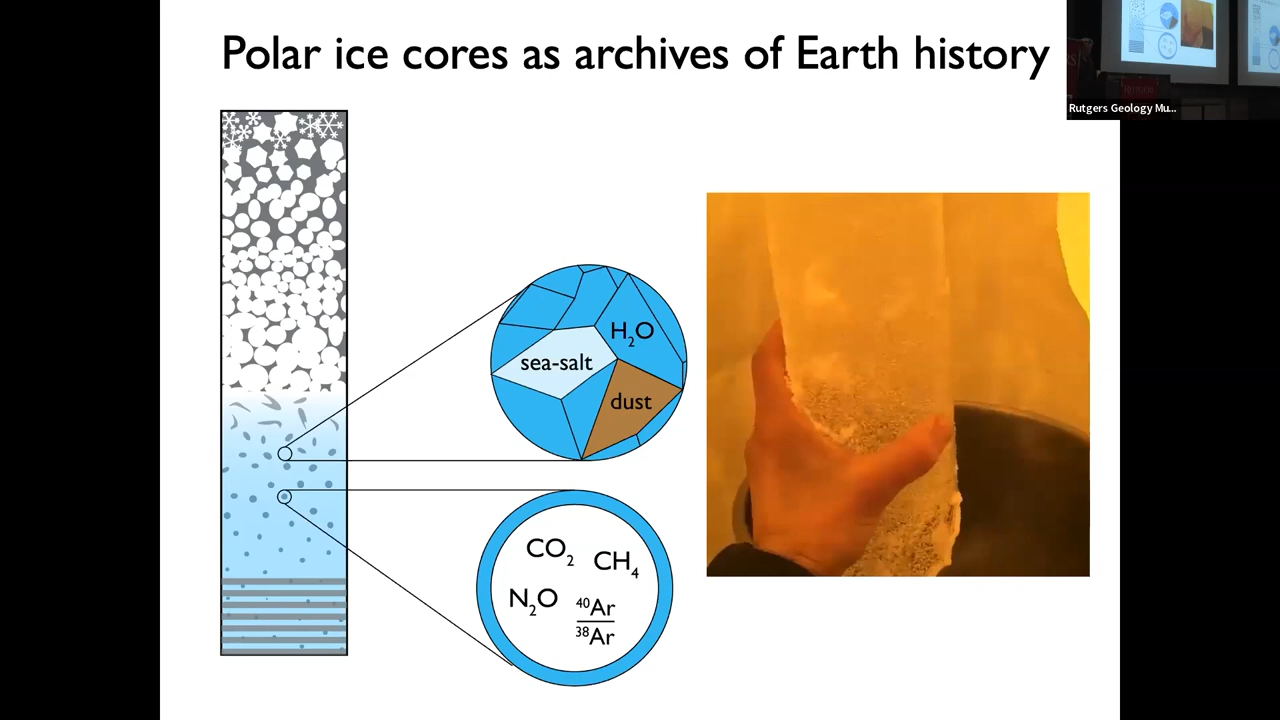 Polar ice cores as archives of Earth history
Rutgers Geology Mu...
H₂O
sea-salt
dust
CO₂
CH₄
N₂O
⁴⁰Ar
³⁸Ar